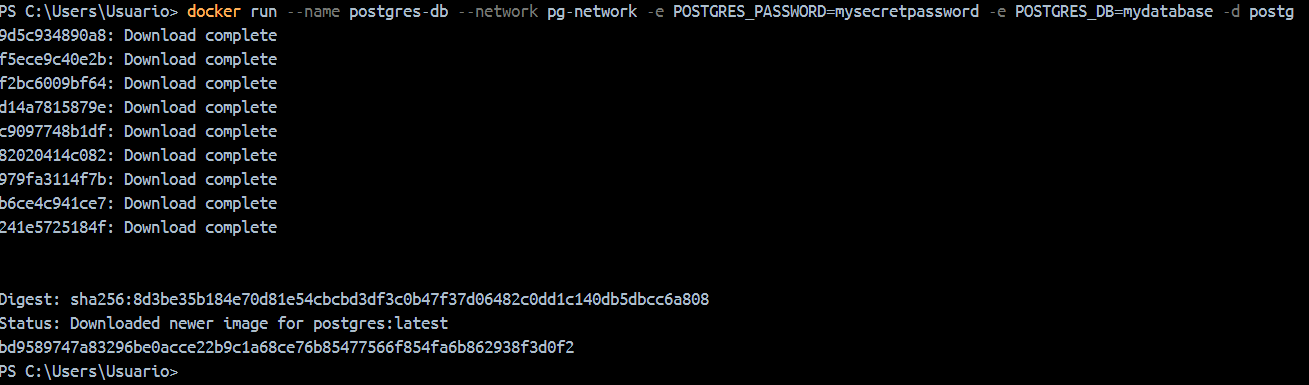 PS C:\Users\Usuario> docker run --name postgres-db --network pg-network -e POSTGRES_PASSWORD=mysecretpassword -e POSTGRES_DB=mydatabase -d postg
9d5c934890a8: Download complete
f5ece9c40e2b: Download complete
f2bc6009bf64: Download complete
d14a7815879e: Download complete
c9097748b1df: Download complete
82020414c082: Download complete
979fa3114f7b: Download complete
b6ce4c941ce7: Download complete
241e5725184f: Download complete
Digest: sha256:8d3be35b184e70d81e54cbcbd3df3c0b47f37d06482c0dd1c140db5dbcc6a808
Status: Downloaded newer image for postgres:latest
bd9589747a83296be0acce22b9c1a68ce76b85477566f854fa6b862938f3d0f2
PS C:\Users\Usuario>